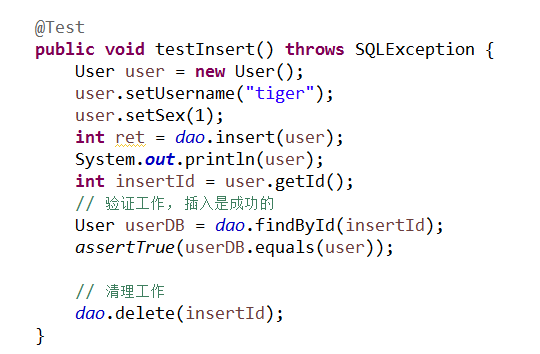 @Test
public void testInsert() throws SQLException {
    User user = new User();
    user.setUsername("tiger");
    user.setSex(1);
    int ret = dao.insert(user);
    System.out.println(user);
    int insertId = user.getId();
    // 验证工作，插入是成功的
    User userDB = dao.findById(insertId);
    assertTrue(userDB.equals(user));

    // 清理工作
    dao.delete(insertId);
}